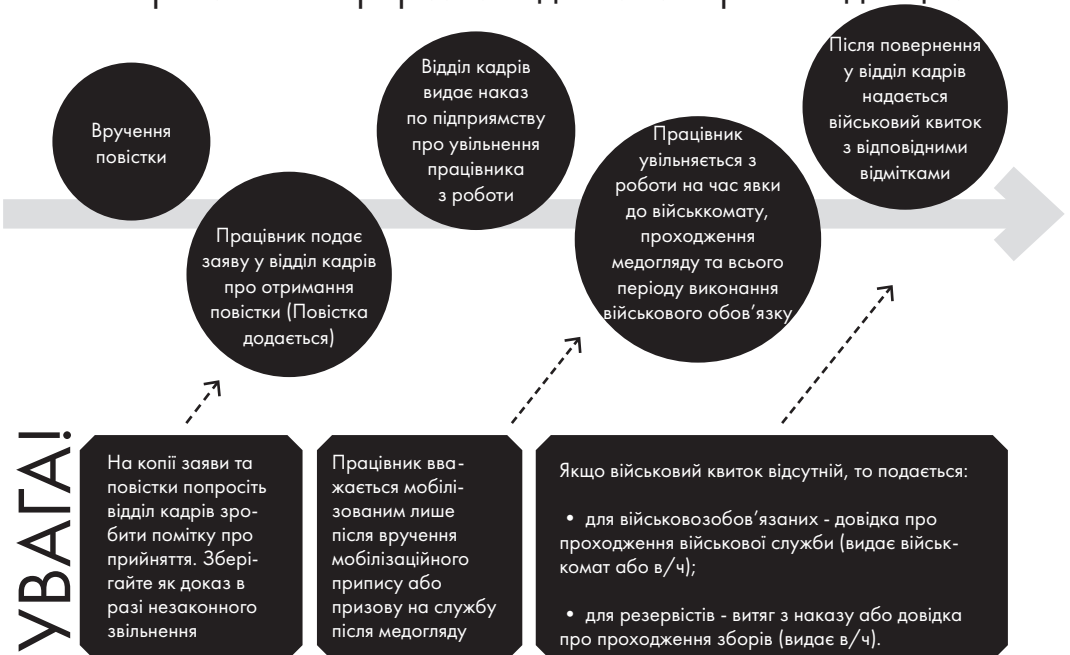 Вручення
повістки
Працівник подає
заяву у відділ кадрів
про отримання
повістки (Повістка
додається)
Відділ кадрів
видає наказ
по підприємству
про увільнення
працівника
з роботи
Працівник
увільняється з
роботи на час явки
до військкомату,
проходження
медогляду та всього
періоду виконання
військового обов’язку
Після повернення
у відділ кадрів
надається
військовий квиток
з відповідними
відмітками
УВАГА!
На копії заяви та
повістки попросіть
відділ кадрів зро-
бити помітку про
прийняття. Збері-
гайте як доказ в
разі незаконного
звільнення
Працівник вва-
жається мобілі-
зованим лише
після вручення
мобілізаційного
припису або
призову на службу
після медогляду
Якщо військовий квиток відсутній, то подається:
• для військовозобов’язаних - довідка про
проходження військової служби (видає військ-
комат або в/ч);
• для резервістів - витяг з наказу або довідка
про проходження зборів (видає в/ч).